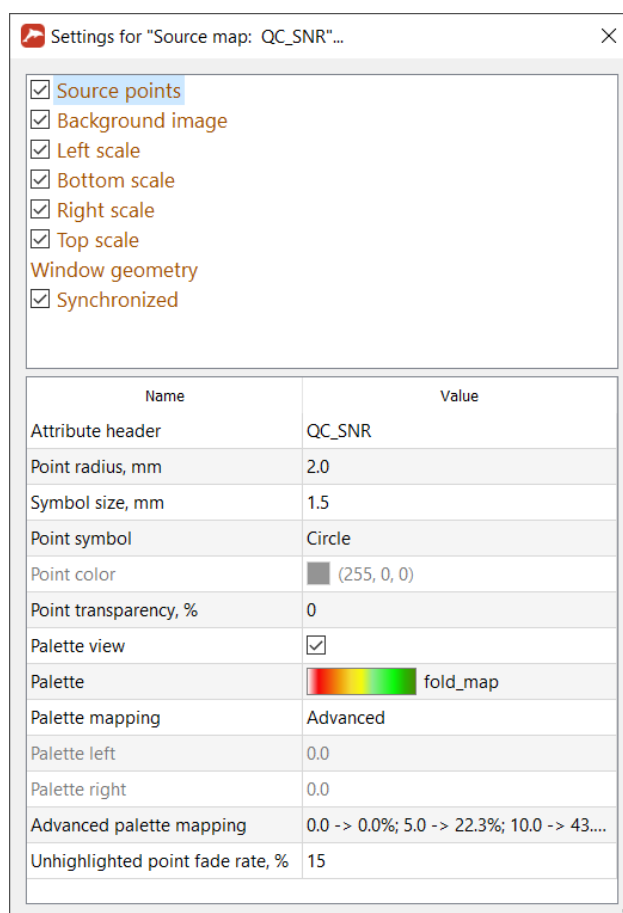 Settings for "Source map: QC_SNR"...
Source points
Background image
Left scale
Bottom scale
Right scale
Top scale
Window geometry
Synchronized
Name Value
Attribute header QC_SNR
Point radius, mm 2.0
Symbol size, mm 1.5
Point symbol Circle
Point color (255, 0, 0)
Point transparency, % 0
Palette view
Palette fold_map
Palette mapping Advanced
Palette left 0.0
Palette right 0.0
Advanced palette mapping 0.0 -> 0.0%; 5.0 -> 22.3%; 10.0 -> 43....
Unhighlighted point fade rate, % 15